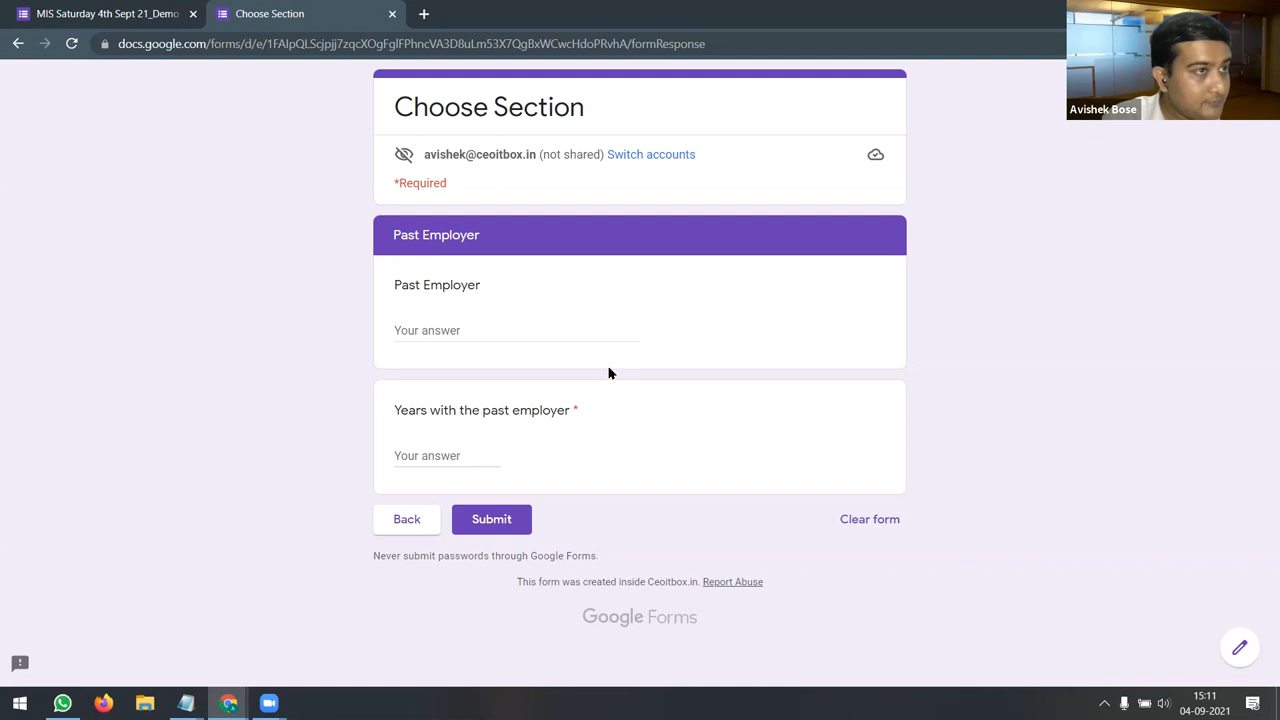 MIS Saturday 4th Sept 21_Demo
Choose Section
docs.google.com/forms/d/e/1FAIpQLScjpjj7zqcXOgFglFPhncVA3D8uLm53X7QgBxWCwcHdoPRvhA/formResponse
Avishek Bose
Choose Section
avishek@ceoitbox.in (not shared) Switch accounts
*Required
Past Employer
Past Employer
Your answer
Years with the past employer *
Your answer
Back
Submit
Clear form
Never submit passwords through Google Forms.
This form was created inside Ceoitbox.in. Report Abuse
Google Forms
15:11
04-09-2021